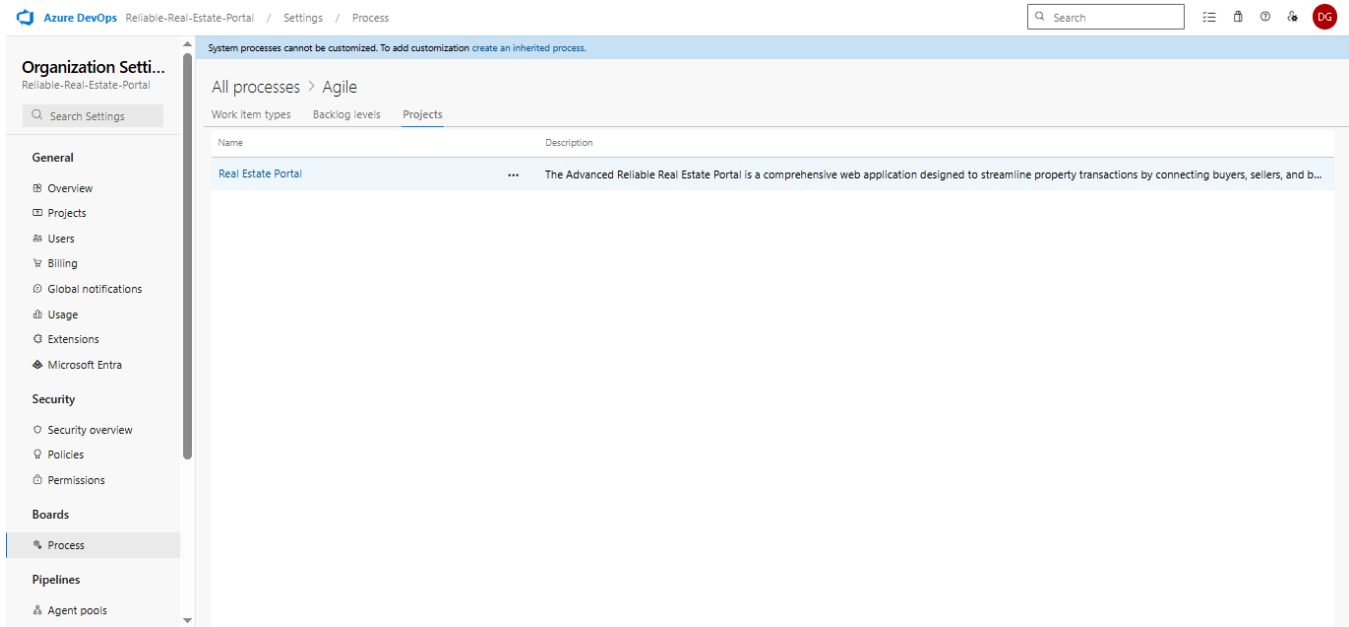 Azure DevOps Reliable-Real-Estate-Portal / Settings / Process
Search
DG
Organization Setti...
Reliable-Real-Estate-Portal
Search Settings
General
Overview
Projects
Users
Billing
Global notifications
Usage
Extensions
Microsoft Entra
Security
Security overview
Policies
Permissions
Boards
Process
Pipelines
Agent pools
System processes cannot be customized. To add customization create an inherited process.
All processes > Agile
Work item types Backlog levels Projects
Name Description
Real Estate Portal ... The Advanced Reliable Real Estate Portal is a comprehensive web application designed to streamline property transactions by connecting buyers, sellers, and b...